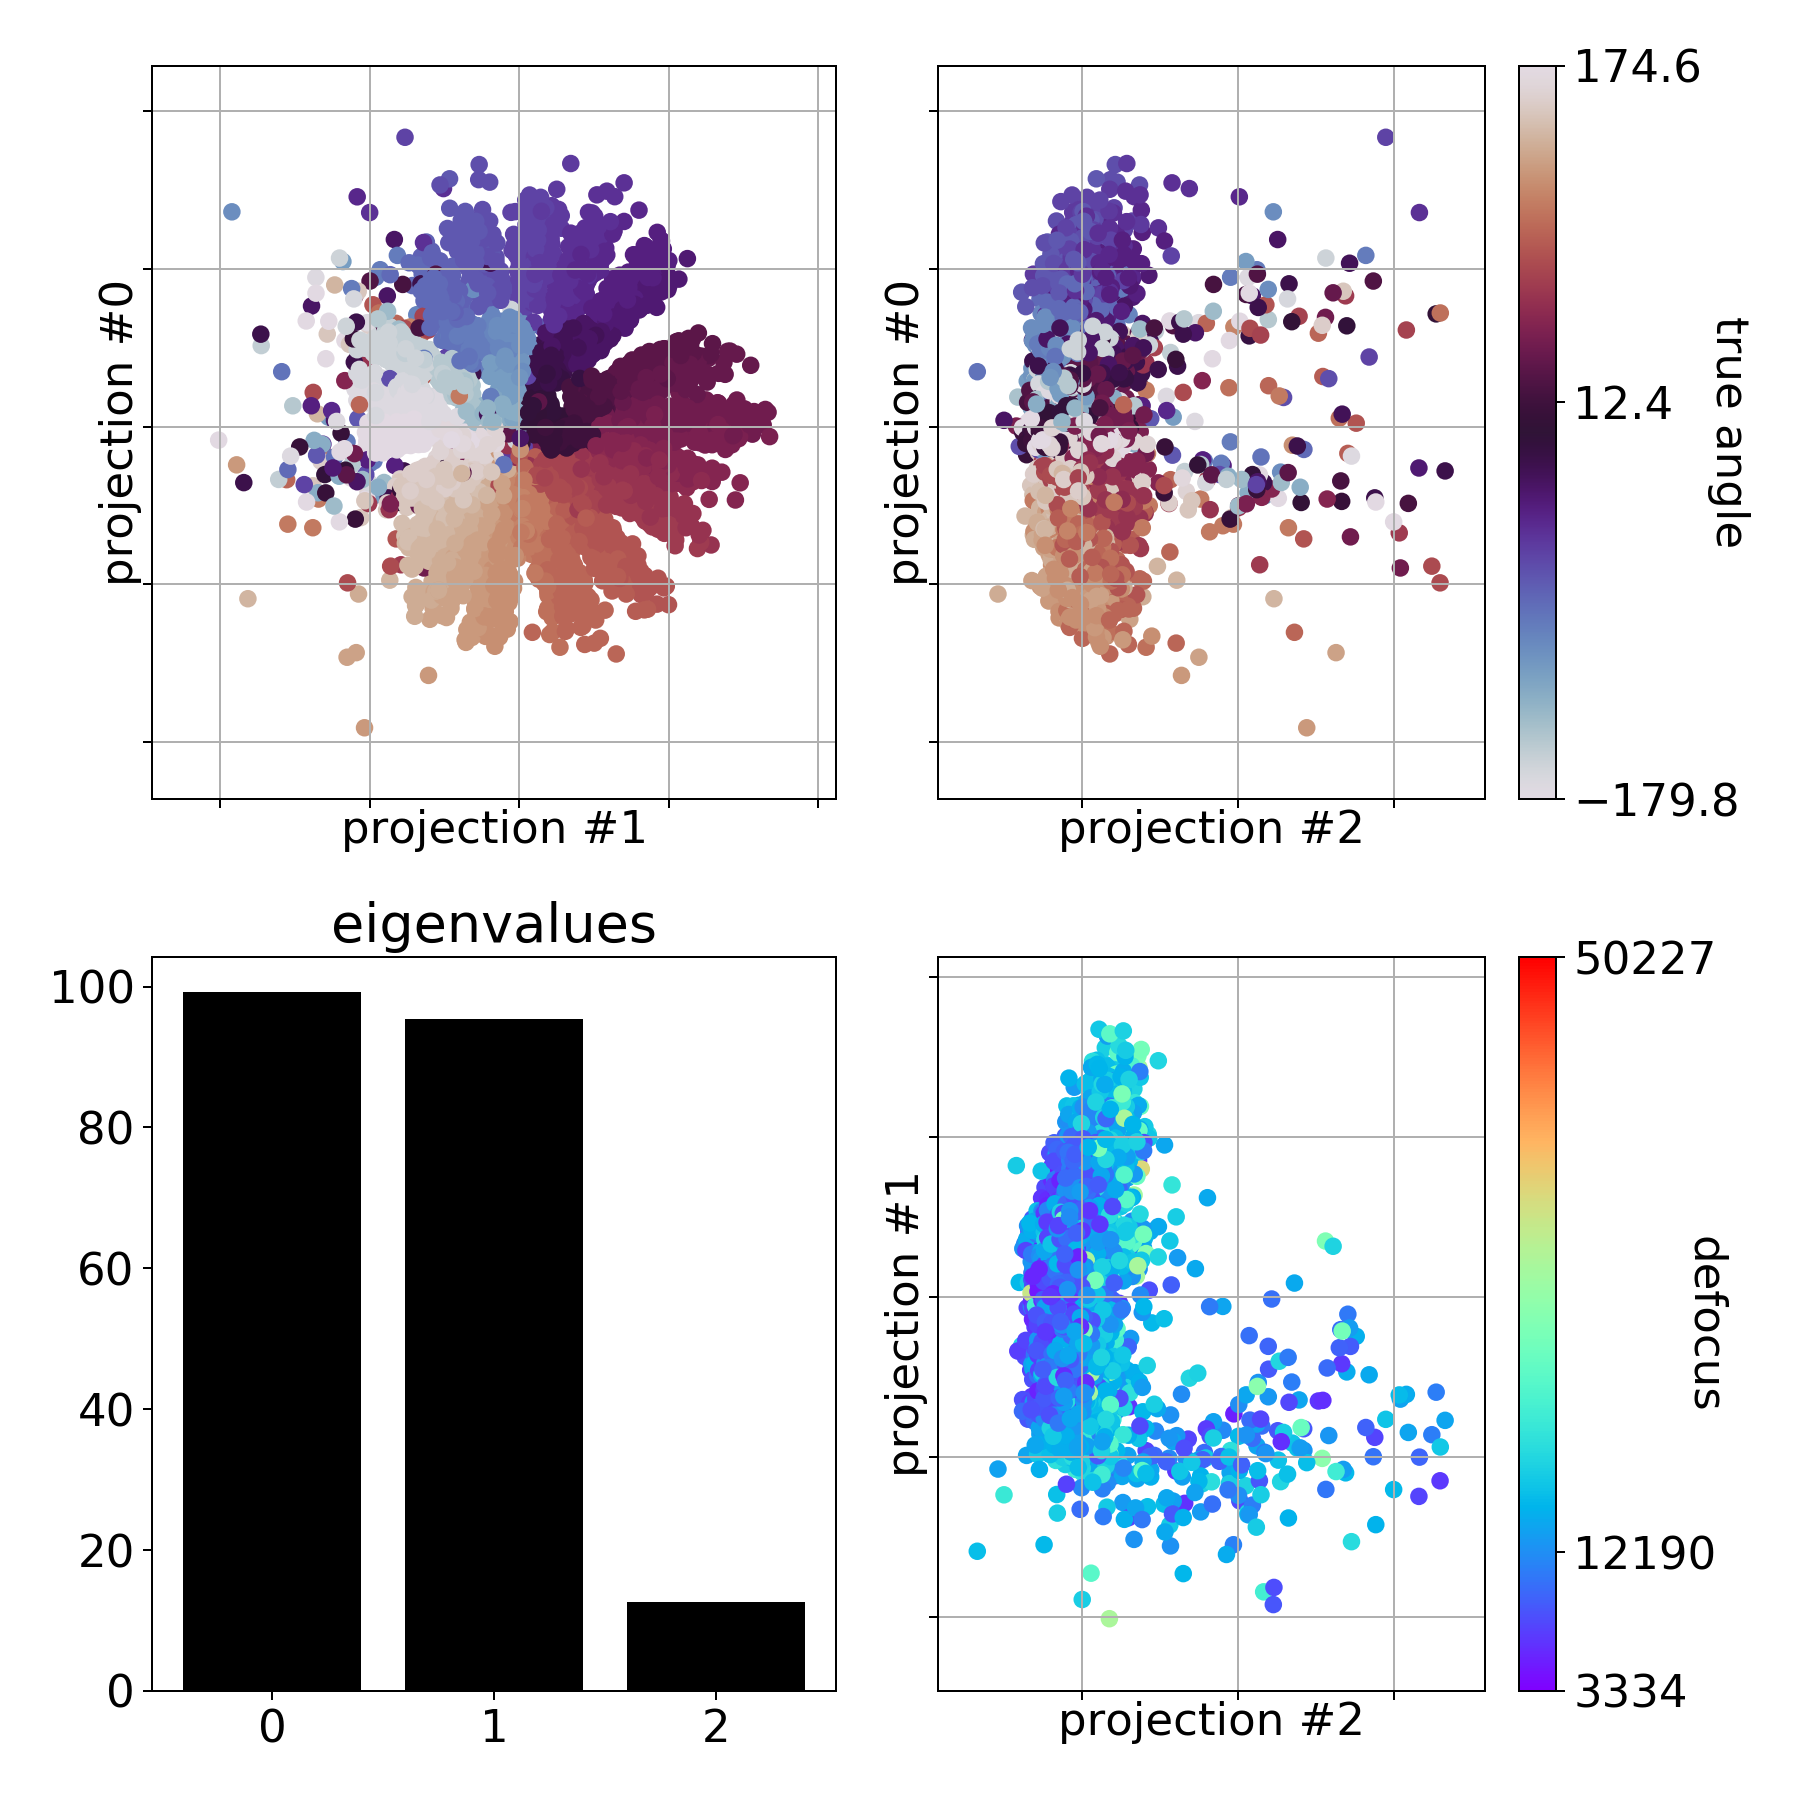 projection #0
projection #1
projection #0
projection #2
174.6
12.4
−179.8
true angle
eigenvalues
100
80
60
40
20
0
0 1 2
projection #1
projection #2
50227
12190
3334
defocus